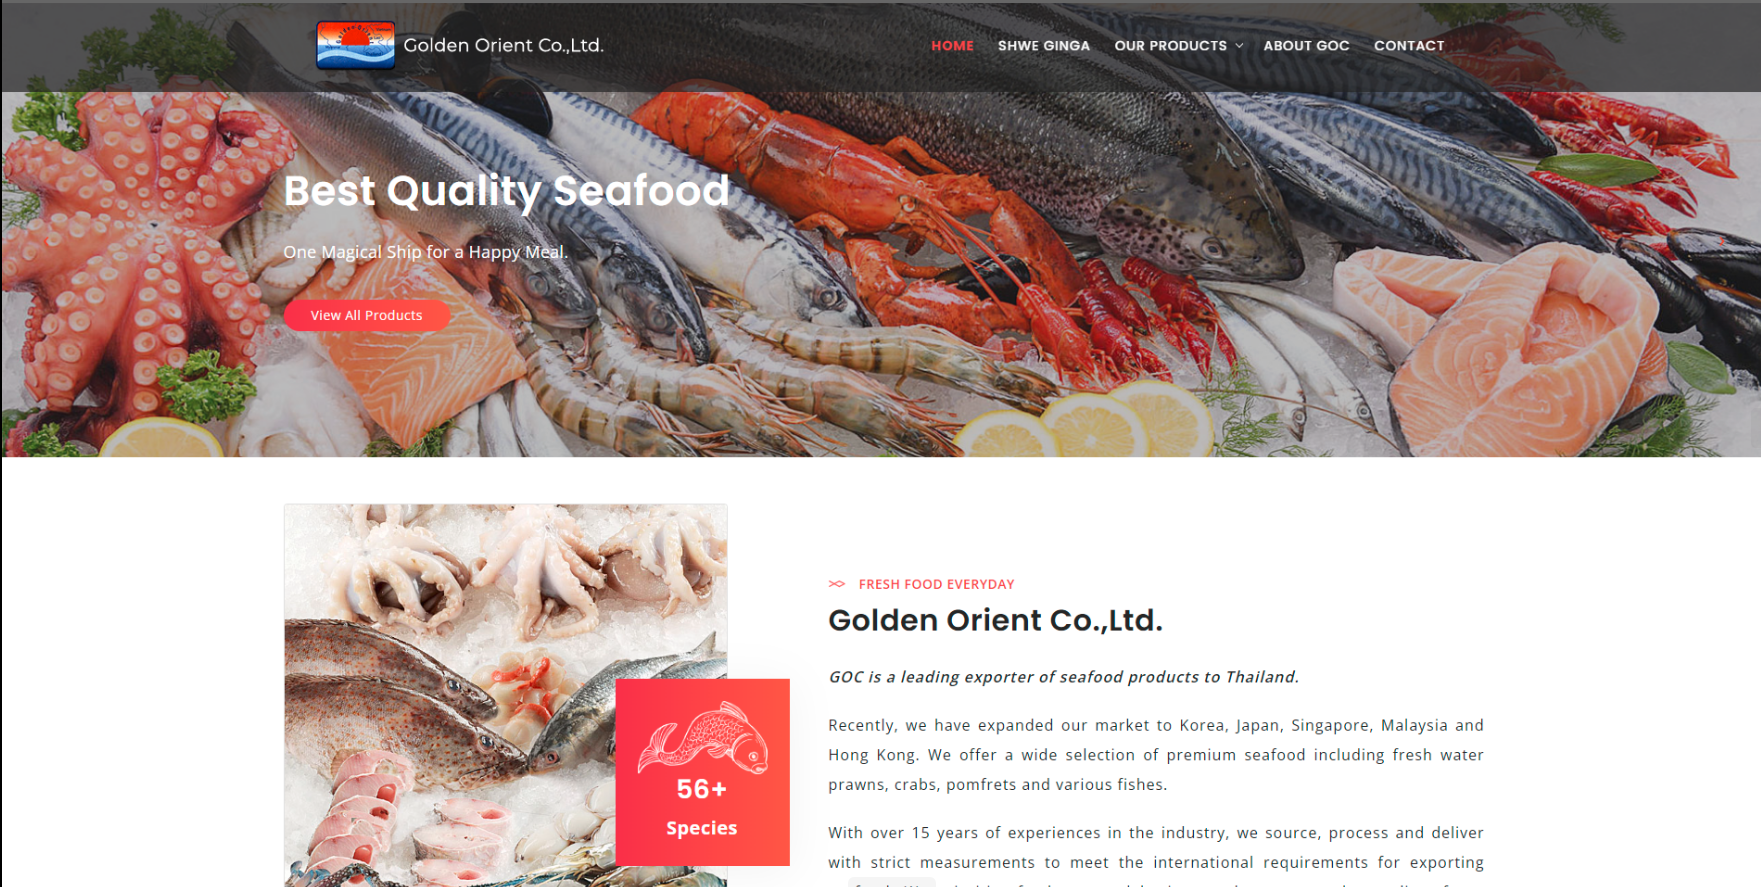 Golden Orient Co.,Ltd.
HOME SHWE GINGA OUR PRODUCTS ABOUT GOC CONTACT
Best Quality Seafood
One Magical Ship for a Happy Meal.
View All Products
56+
Species
FRESH FOOD EVERYDAY
Golden Orient Co.,Ltd.
GOC is a leading exporter of seafood products to Thailand.
Recently, we have expanded our market to Korea, Japan, Singapore, Malaysia and
Hong Kong. We offer a wide selection of premium seafood including fresh water
prawns, crabs, pomfrets and various fishes.
With over 15 years of experiences in the industry, we source, process and deliver
with strict measurements to meet the international requirements for exporting